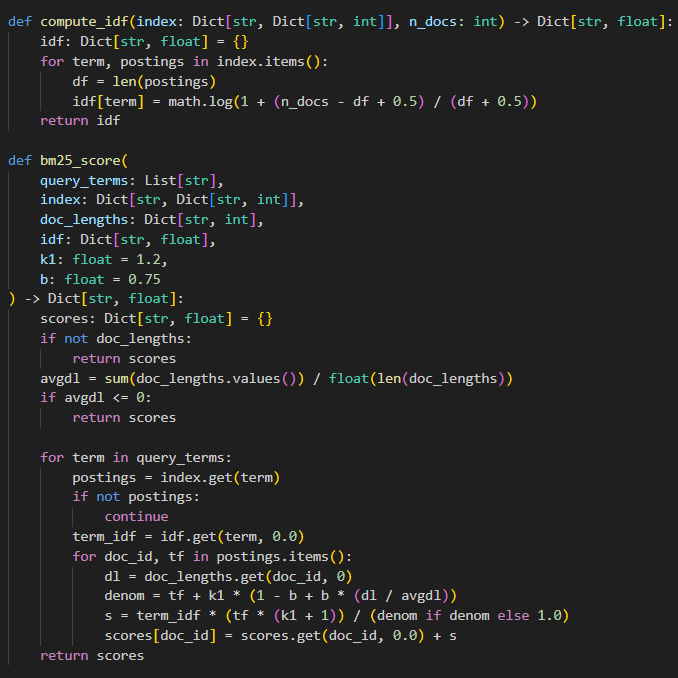 def compute_idf(index: Dict[str, Dict[str, int]], n_docs: int) -> Dict[str, float]:
    idf: Dict[str, float] = {}
    for term, postings in index.items():
        df = len(postings)
        idf[term] = math.log(1 + (n_docs - df + 0.5) / (df + 0.5))
    return idf

def bm25_score(
    query_terms: List[str],
    index: Dict[str, Dict[str, int]],
    doc_lengths: Dict[str, int],
    idf: Dict[str, float],
    k1: float = 1.2,
    b: float = 0.75
) -> Dict[str, float]:
    scores: Dict[str, float] = {}
    if not doc_lengths:
        return scores
    avgdl = sum(doc_lengths.values()) / float(len(doc_lengths))
    if avgdl <= 0:
        return scores

    for term in query_terms:
        postings = index.get(term)
        if not postings:
            continue
        term_idf = idf.get(term, 0.0)
        for doc_id, tf in postings.items():
            dl = doc_lengths.get(doc_id, 0)
            denom = tf + k1 * (1 - b + b * (dl / avgdl))
            s = term_idf * (tf * (k1 + 1)) / (denom if denom else 1.0)
            scores[doc_id] = scores.get(doc_id, 0.0) + s
    return scores